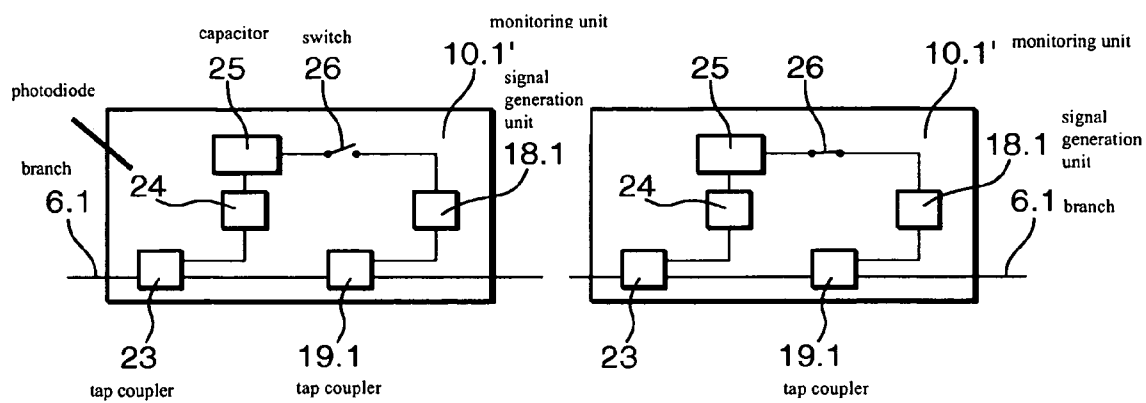 monitoring unit
capacitor switch 10.1'
25 26
signal
generation
unit
photodiode
18.1
branch
6.1
24
23 19.1
tap coupler tap coupler
25 26 10.1' monitoring unit
signal
generation
unit
18.1
24
6.1 branch
23 19.1
tap coupler